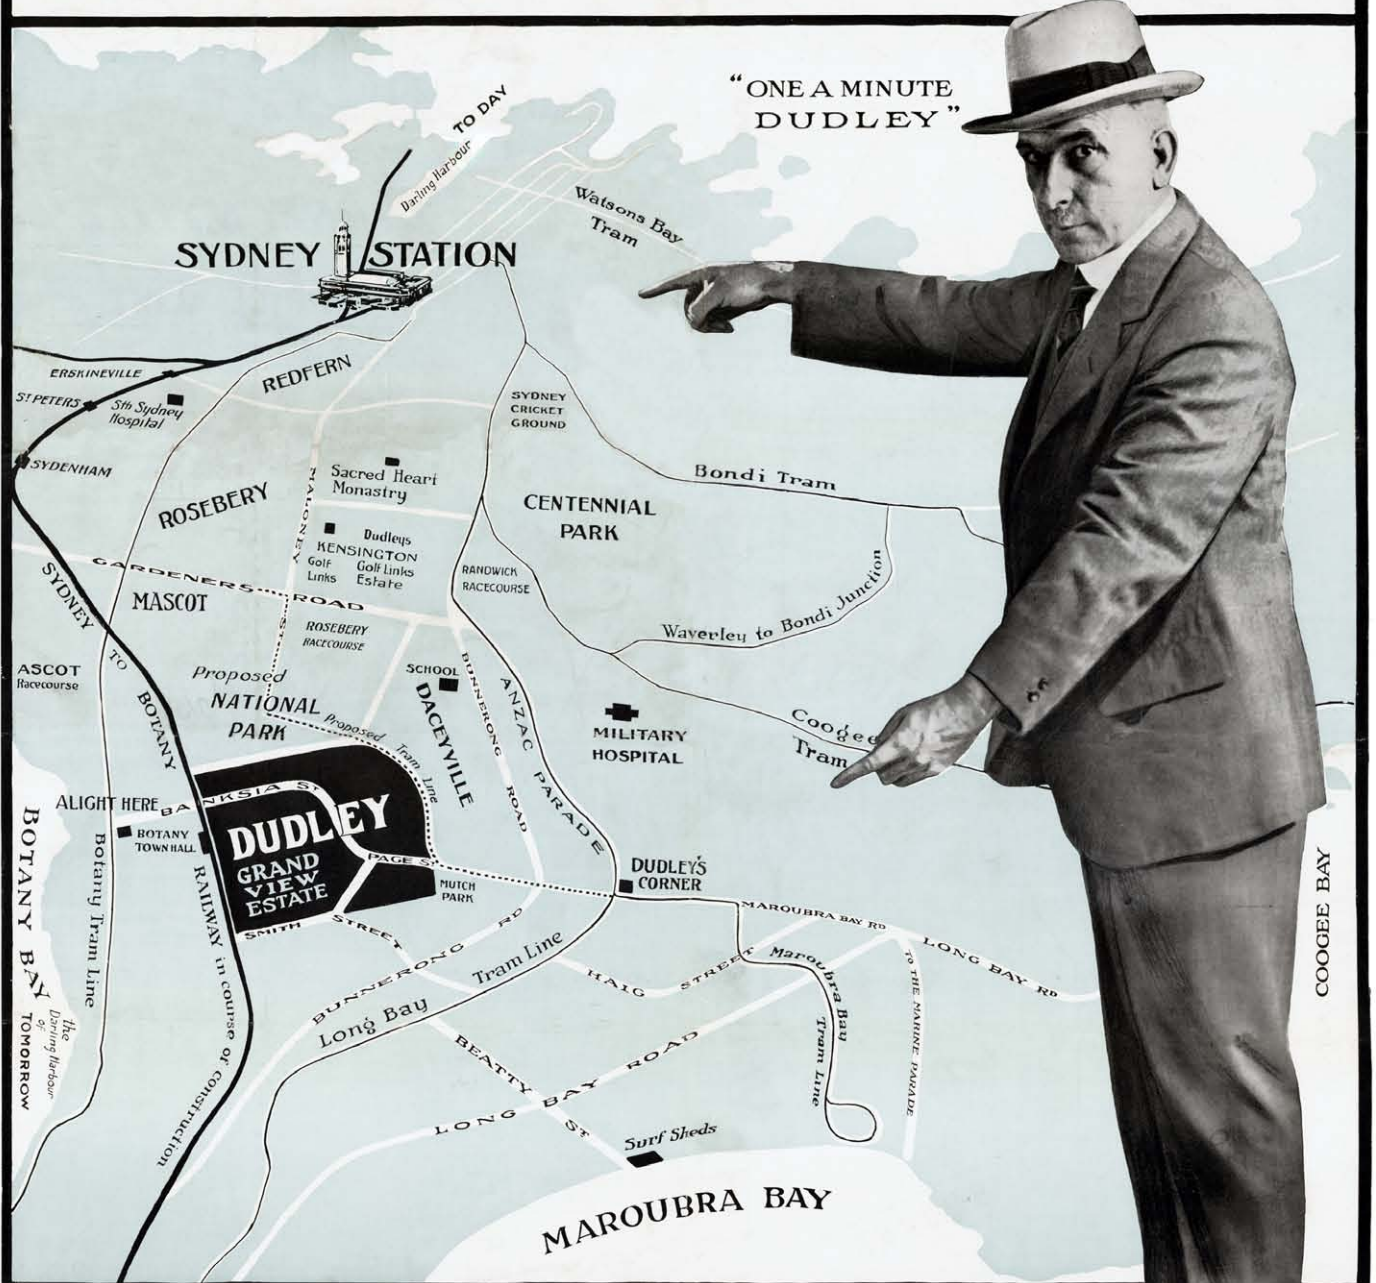 "ONE A MINUTE
DUDLEY"
TO DAY
Darling Harbour
Watsons Bay
Tram
SYDNEY STATION
REDFERN
ERSKINEVILLE
ST PETERS
Sth Sydney
Hospital
SYDENHAM
SYDNEY
CRICKET
GROUND
Bondi Tram
Sacred Heart
Monastry
ROSEBERY
CENTENNIAL
PARK
Dudleys
KENSINGTON
Golf Golf Links
Links Estate
RANDWICK
RACECOURSE
GARDENERS ROAD
MASCOT
ROSEBERY
RACECOURSE
Waverley to Bondi Junction
SYDNEY TO BOTANY
RAILWAY in course of construction
ASCOT
Racecourse
Proposed
NATIONAL
PARK
Proposed Tram Line
SCHOOL
DACEYVILLE
BUNNERONG ROAD
ANZAC PARADE
MILITARY
HOSPITAL
Coogee
Tram
ALIGHT HERE
BANKSIA ST
BOTANY
TOWN HALL
DUDLEY
GRAND
VIEW
ESTATE
PAGE ST
MUTCH
PARK
SMITH STREET
DUDLEY'S
CORNER
MAROUBRA BAY RD
LONG BAY RD
BOTANY BAY
the
Darling Harbour
of
TOMORROW
Botany Tram Line
BUNNERONG RD
Long Bay Tram Line
HAIG STREET
Maroubra Bay
Tram Line
TO THE MARINE PARADE
COOGEE BAY
BEATTY ST
LONG BAY ROAD
Surf Sheds
MAROUBRA BAY